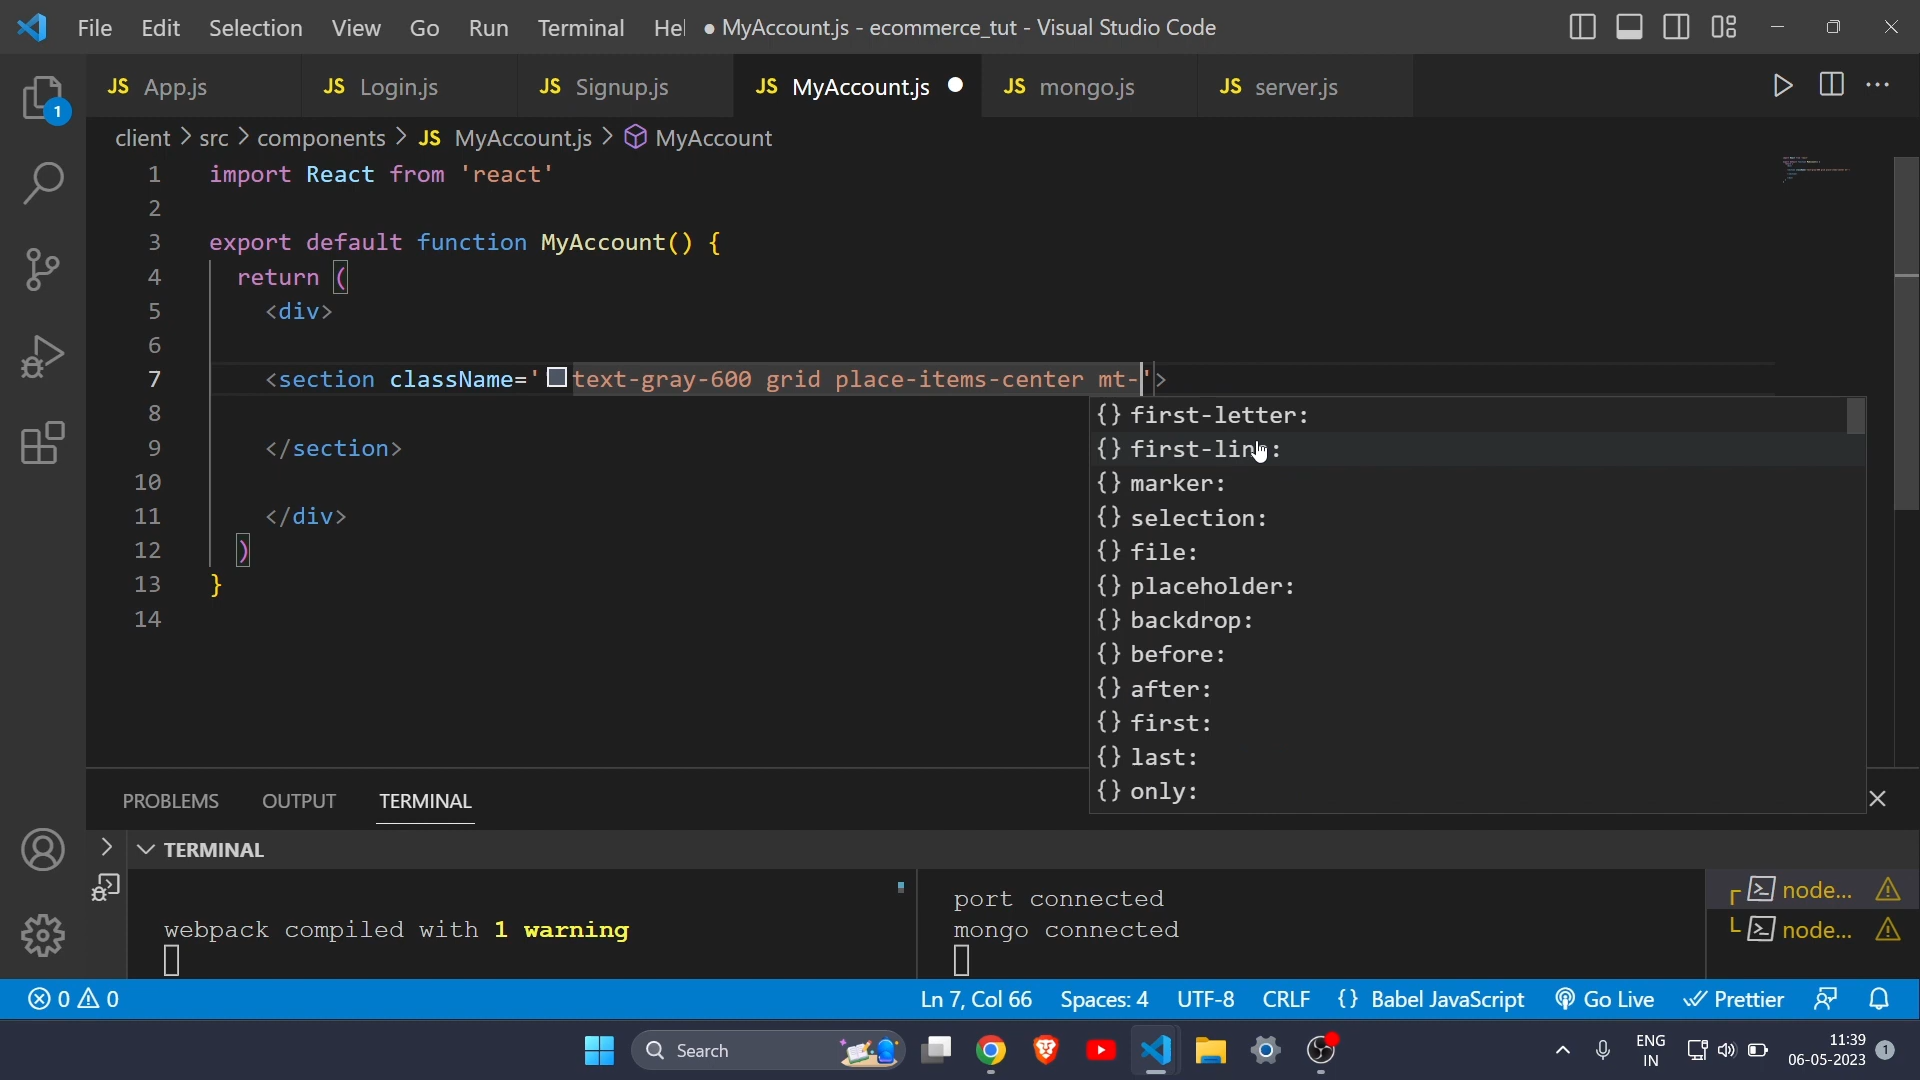 File Edit Selection View Go Run Terminal Hel ● MyAccount.js - ecommerce_tut - Visual Studio Code
1
JS App.js JS Login.js JS Signup.js JS MyAccount.js JS mongo.js JS server.js
client > src > components > JS MyAccount.js > MyAccount
1 import React from 'react'
2
3 export default function MyAccount() {
4 return (
5 <div>
6
7 <section className='text-gray-600 grid place-items-center mt-'>
8
9 </section>
10
11 </div>
12 )
13 }
14
{} first-letter:
{} first-line:
{} marker:
{} selection:
{} file:
{} placeholder:
{} backdrop:
{} before:
{} after:
{} first:
{} last:
{} only:
PROBLEMS OUTPUT TERMINAL
TERMINAL
webpack compiled with 1 warning
port connected
mongo connected
node...
node...
0 0 Ln 7, Col 66 Spaces: 4 UTF-8 CRLF {} Babel JavaScript Go Live Prettier
Search
ENG
IN
11:39
06-05-2023
1